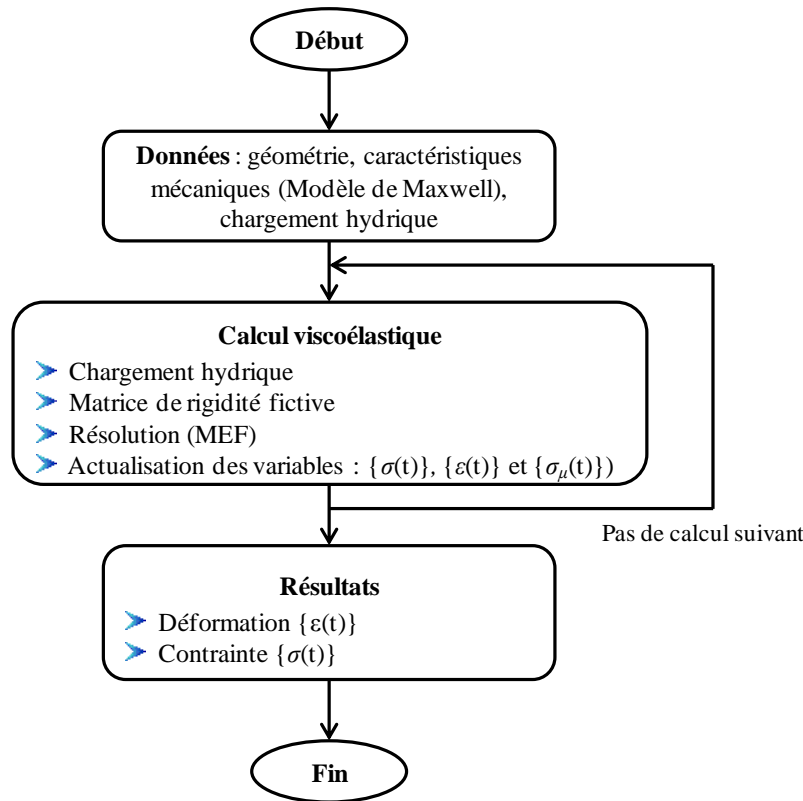 Début
Données : géométrie, caractéristiques
mécaniques (Modèle de Maxwell),
chargement hydrique
Calcul viscoélastique
Chargement hydrique
Matrice de rigidité fictive
Résolution (MEF)
Actualisation des variables : {σ(t)}, {ε(t)} et {σμ(t)})
Pas de calcul suivant
Résultats
Déformation {ε(t)}
Contrainte {σ(t)}
Fin